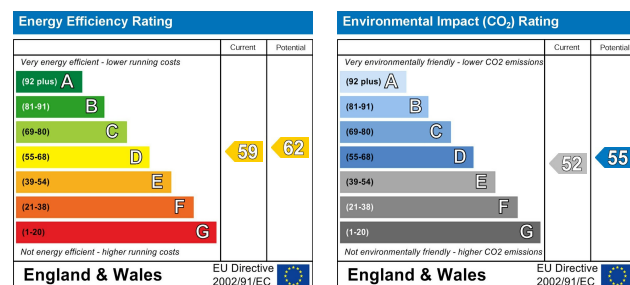 Energy Efficiency Rating
Current Potential
Very energy efficient - lower running costs
(92 plus) A
(81-91) B
(69-80) C
(55-68) D
(39-54) E
(21-38) F
(1-20) G
59
62
Not energy efficient - higher running costs
England & Wales
EU Directive
2002/91/EC
Environmental Impact (CO₂) Rating
Current Potential
Very environmentally friendly - lower CO2 emissions
(92 plus) A
(81-91) B
(69-80) C
(55-68) D
(39-54) E
(21-38) F
(1-20) G
52
55
Not environmentally friendly - higher CO2 emissions
England & Wales
EU Directive
2002/91/EC